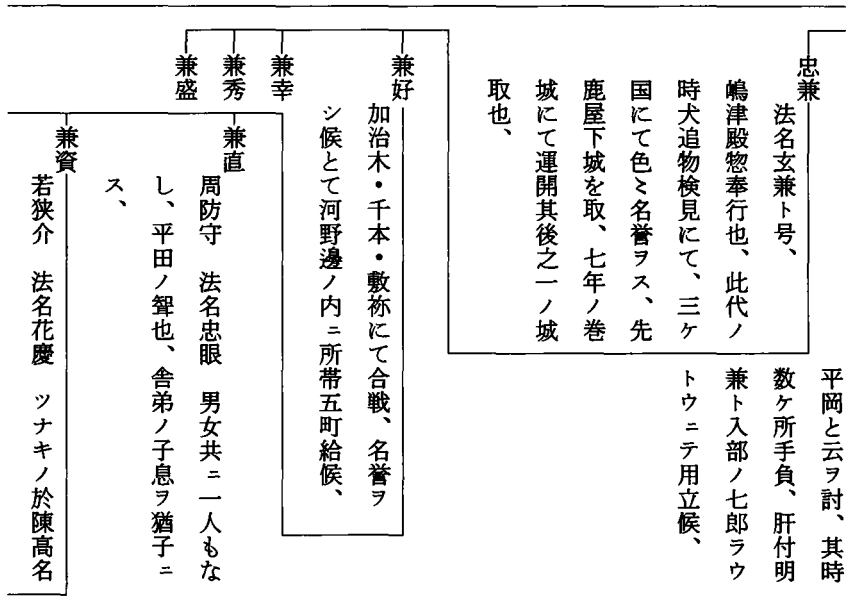 平岡と云ヲ討、其時
数ケ所手負、肝付明
兼ト入部ノ七郎ラウ
トウニテ用立候、
忠兼
法名玄兼ト号、
嶋津殿惣奉行也、此代ノ
時犬追物検見にて、三ケ
国にて色〻名誉ヲス、先
鹿屋下城を取、七年ノ巻
城にて運開其後之一ノ城
取也、
兼好
加治木・千本・敷祢にて合戦、名誉ヲ
シ候とて河野邊ノ内ニ所帯五町給候、
兼幸
兼秀
兼盛
兼直
周防守　法名忠眼　男女共ニ一人もな
し、平田ノ聟也、舎弟ノ子息ヲ猶子ニ
ス、
兼資
若狭介　法名花慶　ツナキノ於陳高名